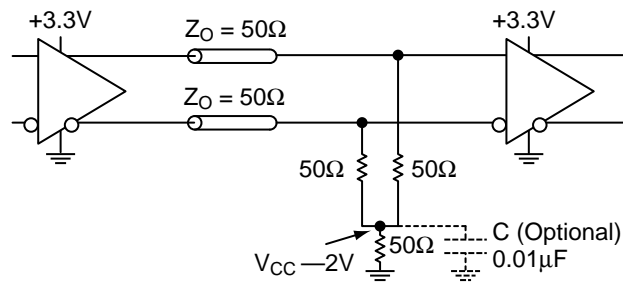 +3.3V
Z_O = 50Ω
+3.3V
Z_O = 50Ω
50Ω
50Ω
50Ω
C (Optional)
0.01μF
V_CC —2V